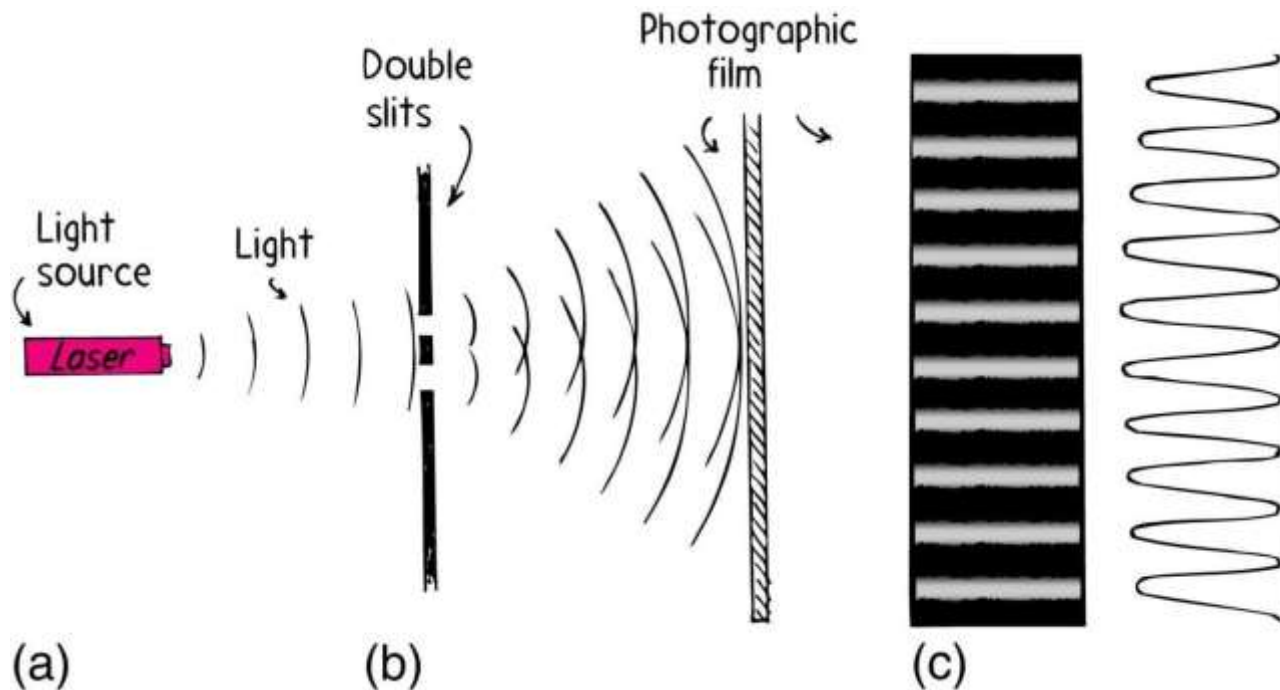 Light
source
Laser
Light
Double
slits
Photographic
film
(a)
(b)
(c)